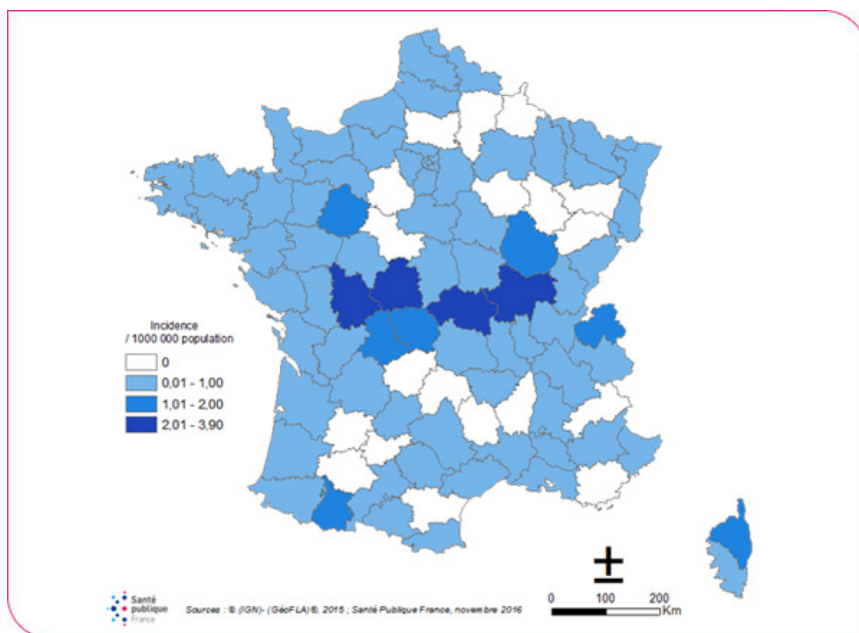 Incidence
/ 1000 000 population
0
0,01 - 1,00
1,01 - 2,00
2,01 - 3,90
Santé
publique
France
Sources : © (IGN)- (GéoFLA)®, 2015 ; Santé Publique France, novembre 2016
0 100 200
Km